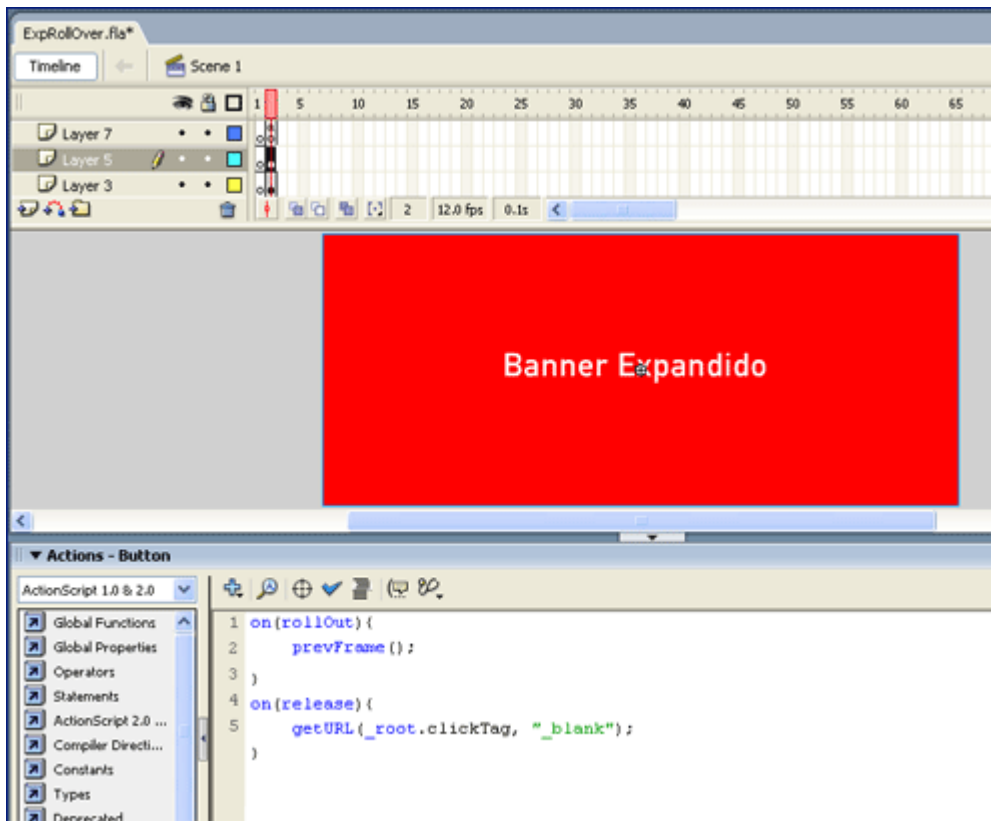 ExpRollOver.fla*
Timeline
Scene 1
1 5 10 15 20 25 30 35 40 45 50 55 60 65
Layer 7
Layer 5
Layer 3
2 12.0 fps 0.1s
Banner Expandido
Actions - Button
ActionScript 1.0 & 2.0
Global Functions
Global Properties
Operators
Statements
ActionScript 2.0 ...
Compiler Directi...
Constants
Types
Deprecated
1 on(rollOut){
2 prevFrame();
3 }
4 on(release){
5 getURL(_root.clickTag, "_blank");
}